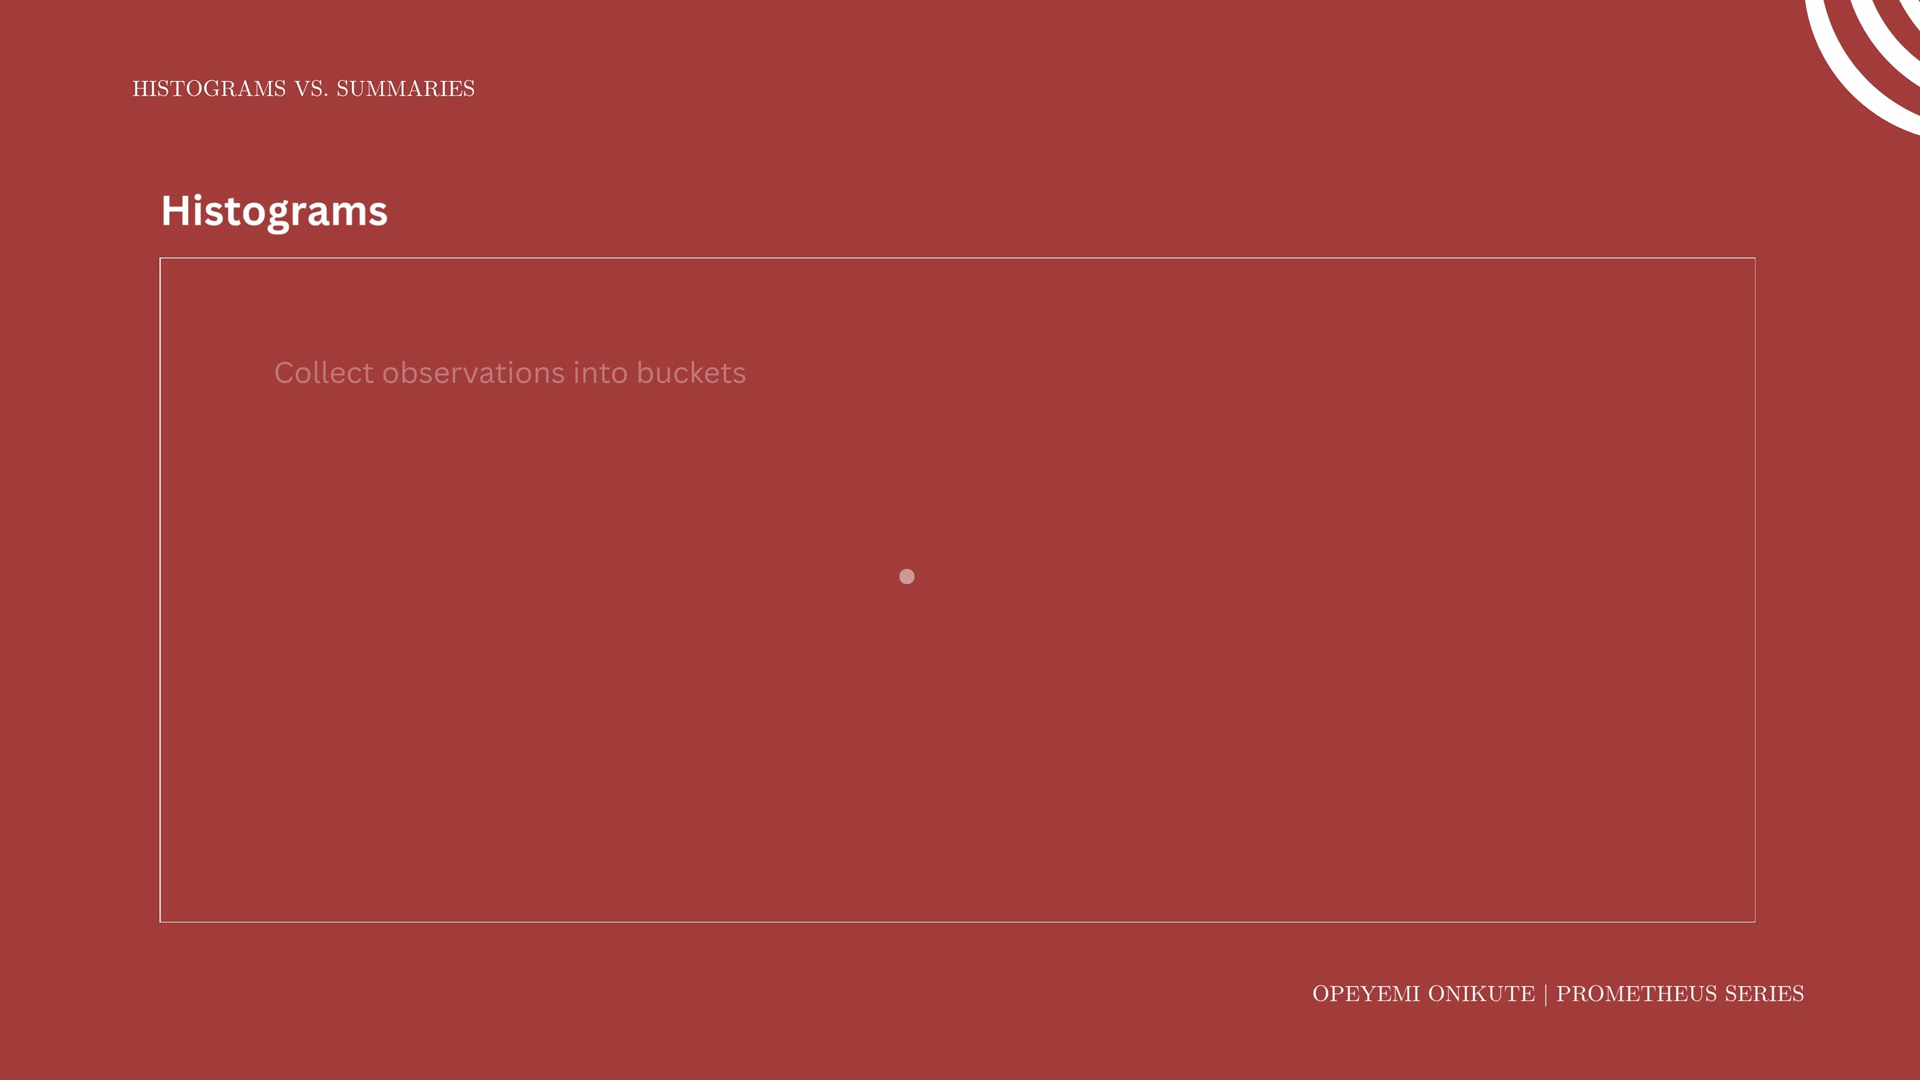 HISTOGRAMS VS. SUMMARIES
Histograms
Collect observations into buckets
OPEYEMI ONIKUTE | PROMETHEUS SERIES